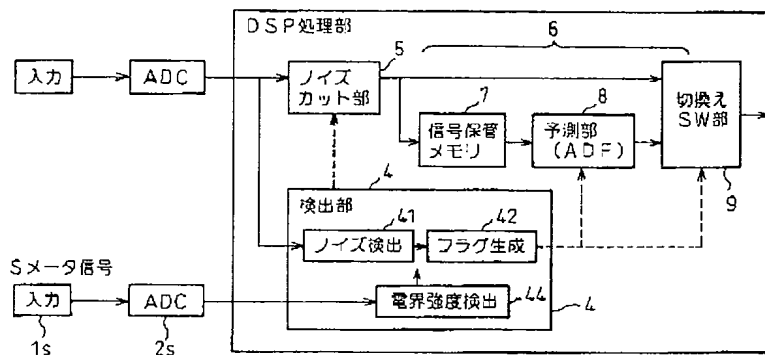 DSP処理部
5
6
入力
ADC
ノイズ
カット部
7
8
切換え
SW部
信号保管
メモリ
予測部
(ADF)
4
9
検出部
41
42
ノイズ検出
フラグ生成
Sメータ信号
入力
ADC
電界強度検出
44
4
1s
2s